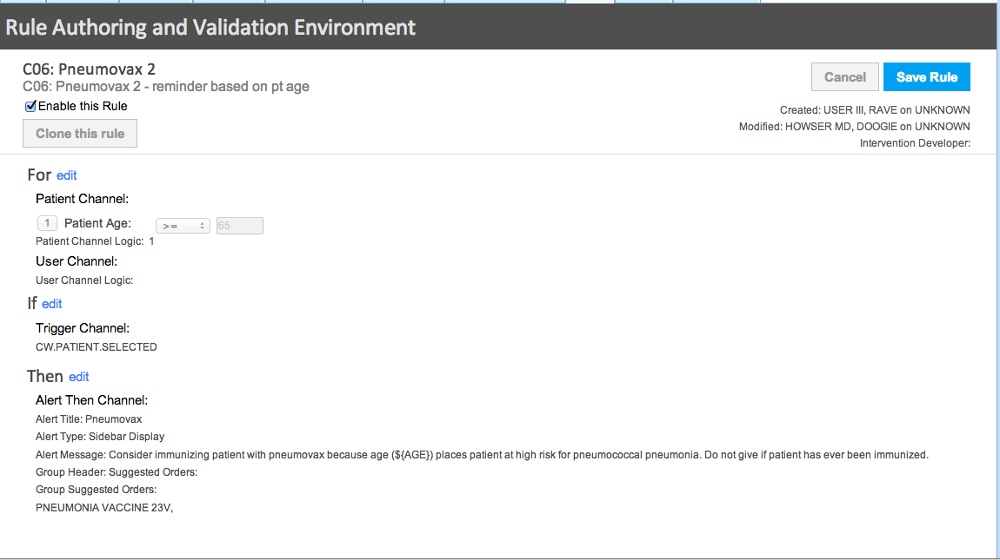 Rule Authoring and Validation Environment
C06: Pneumovax 2
C06: Pneumovax 2 - reminder based on pt age
Enable this Rule
Clone this rule
Cancel
Save Rule
Created: USER III, RAVE on UNKNOWN
Modified: HOWSER MD, DOOGIE on UNKNOWN
Intervention Developer:
For edit
Patient Channel:
1 Patient Age: >= 65
Patient Channel Logic: 1
User Channel:
User Channel Logic:
If edit
Trigger Channel:
CW.PATIENT.SELECTED
Then edit
Alert Then Channel:
Alert Title: Pneumovax
Alert Type: Sidebar Display
Alert Message: Consider immunizing patient with pneumovax because age (${AGE}) places patient at high risk for pneumococcal pneumonia. Do not give if patient has ever been immunized.
Group Header: Suggested Orders:
Group Suggested Orders:
PNEUMONIA VACCINE 23V,